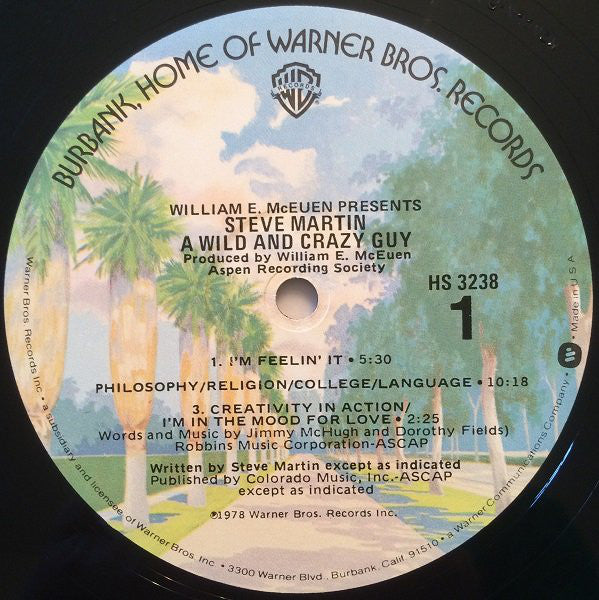 BURBANK, HOME OF WARNER BROS. RECORDS
WB
RECORDS
WILLIAM E. McEUEN PRESENTS
STEVE MARTIN
A WILD AND CRAZY GUY
Produced by William E. McEuen
Aspen Recording Society
HS 3238
1
1. I'M FEELIN' IT • 5:30
PHILOSOPHY/RELIGION/COLLEGE/LANGUAGE • 10:18
3. CREATIVITY IN ACTION/
I'M IN THE MOOD FOR LOVE • 2:25
Words and Music by Jimmy McHugh and Dorothy Fields)
Robbins Music Corporation-ASCAP
Written by Steve Martin except as indicated
Published by Colorado Music, Inc.-ASCAP
except as indicated
℗1978 Warner Bros. Records Inc.
Warner Bros. Records Inc • a subsidiary and licensee of Warner Bros. Inc • 3300 Warner Blvd., Burbank, Calif. 91510 • a Warner Communications Company • Made in U S A